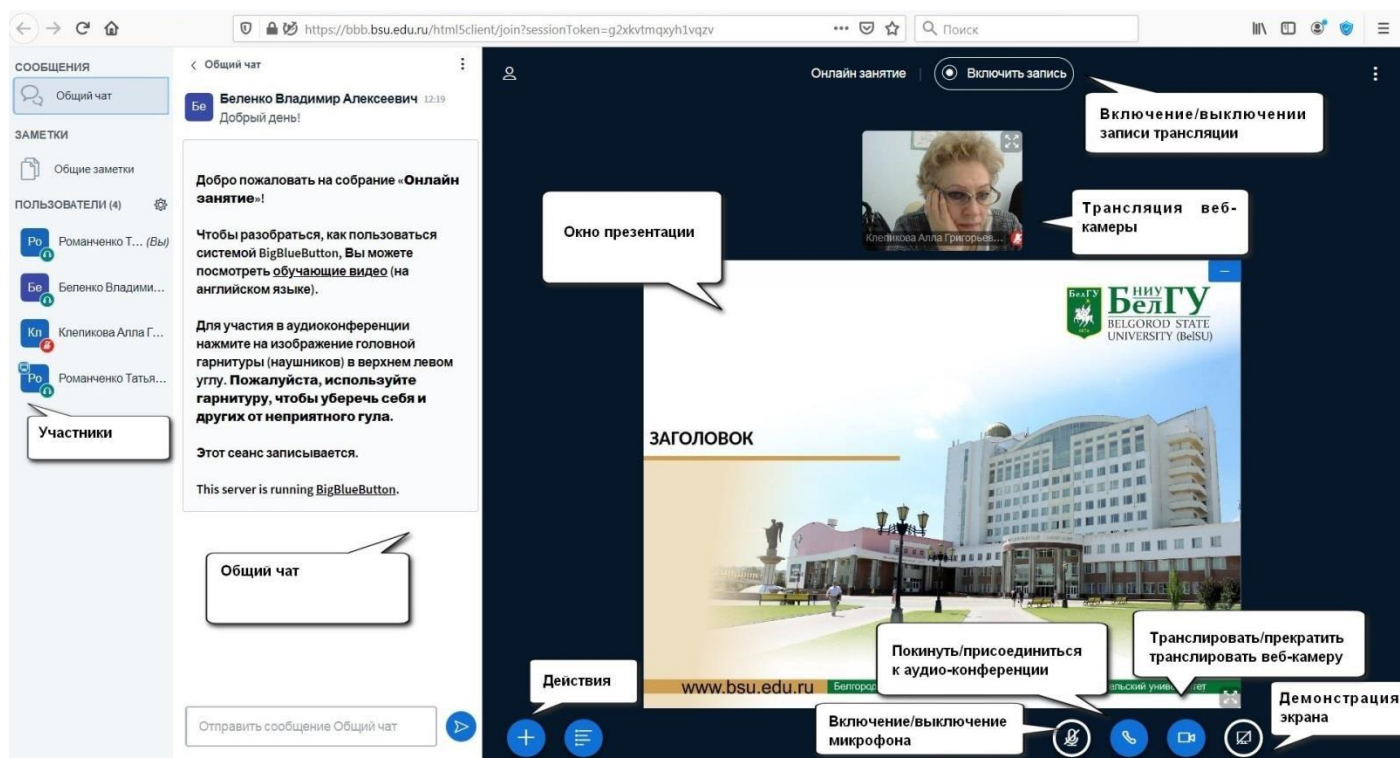 https://bbb.bsu.edu.ru/html5client/join?sessionToken=g2xkvtmqxyh1vqzv
Поиск
СООБЩЕНИЯ
Общий чат
ЗАМЕТКИ
Общие заметки
ПОЛЬЗОВАТЕЛИ (4)
Ро Романченко Т... (Вы)
Бе Беленко Владими...
Кл Клепикова Алла Г...
Ро Романченко Татья...
Участники
Общий чат
Бе Беленко Владимир Алексеевич 12:19
Добрый день!
Добро пожаловать на собрание «Онлайн
занятие»!
Чтобы разобраться, как пользоваться
системой BigBlueButton, Вы можете
посмотреть обучающие видео (на
английском языке).
Для участия в аудиоконференции
нажмите на изображение головной
гарнитуры (наушников) в верхнем левом
углу. Пожалуйста, используйте
гарнитуру, чтобы уберечь себя и
других от неприятного гула.
Этот сеанс записывается.
This server is running BigBlueButton.
Общий чат
Отправить сообщение Общий чат
Онлайн занятие
Включить запись
Включение/выключении
записи трансляции
Клепикова Алла Григорьев...
Трансляция веб-
камеры
Окно презентации
БелГУ
НИУ
БелГУ
BELGOROD STATE
UNIVERSITY (BelSU)
ЗАГОЛОВОК
www.bsu.edu.ru
Действия
Покинуть/присоединиться
к аудио-конференции
Транслировать/прекратить
транслировать веб-камеру
Включение/выключение
микрофона
Демонстрация
экрана